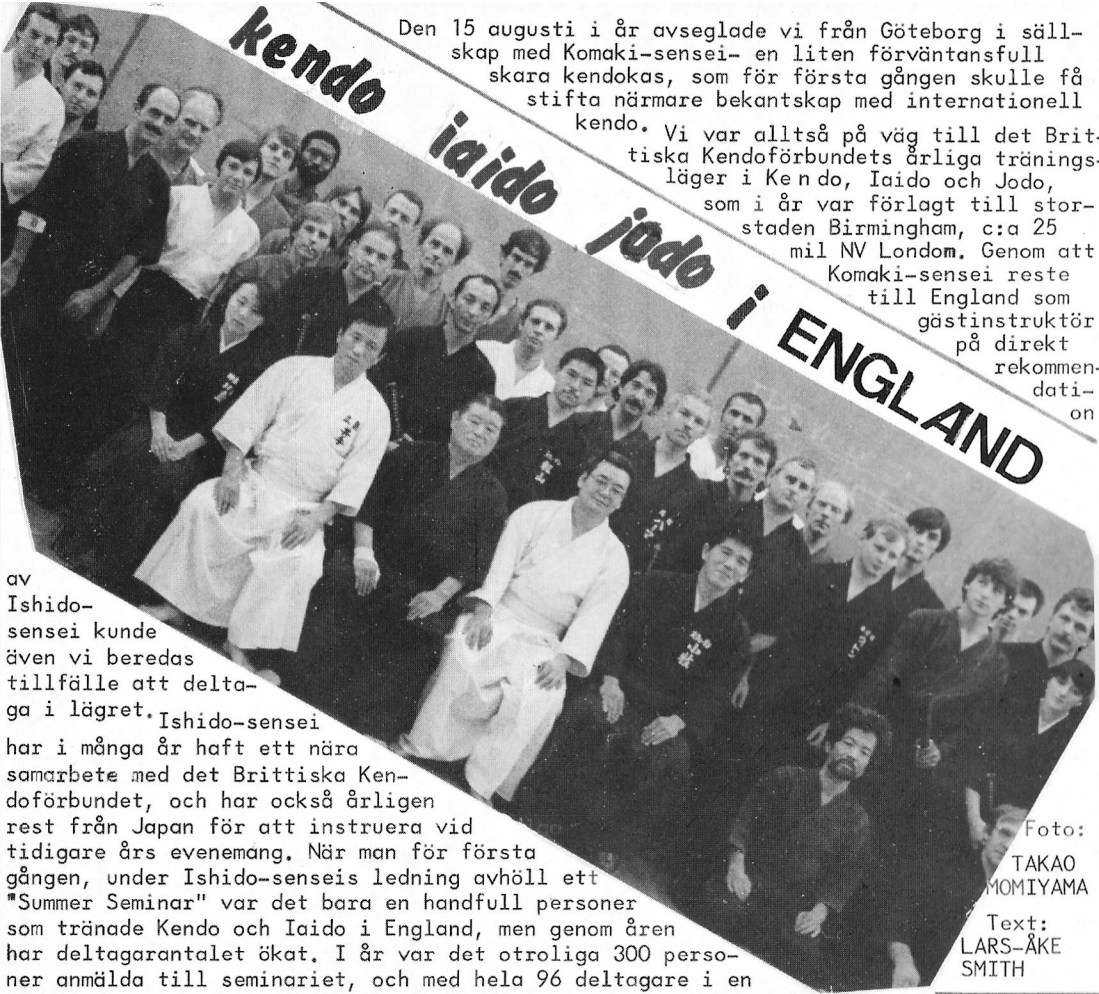 kendo iaido jodo i ENGLAND
Den 15 augusti i år avseglade vi från Göteborg i säll-
skap med Komaki-sensei- en liten förväntansfull
skara kendokas, som för första gången skulle få
stifta närmare bekantskap med internationell
kendo. Vi var alltså på väg till det Brit-
tiska Kendoförbundets årliga tränings-
läger i Kendo, Iaido och Jodo,
som i år var förlagt till stor-
staden Birmingham, c:a 25
mil NV Londom. Genom att
Komaki-sensei reste
till England som
gästinstruktör
på direkt
rekommen-
dati-
on
av
Ishido-
sensei kunde
även vi beredas
tillfälle att delta-
ga i lägret. Ishido-sensei
har i många år haft ett nära
samarbete med det Brittiska Ken-
doförbundet, och har också årligen
rest från Japan för att instruera vid
tidigare års evenemang. När man för första
gången, under Ishido-senseis ledning avhöll ett
"Summer Seminar" var det bara en handfull personer
som tränade Kendo och Iaido i England, men genom åren
har deltagarantalet ökat. I år var det otroliga 300 perso-
ner anmälda till seminariet, och med hela 96 deltagare i en
Foto:
TAKAO
MOMIYAMA
Text:
LARS-ÅKE
SMITH